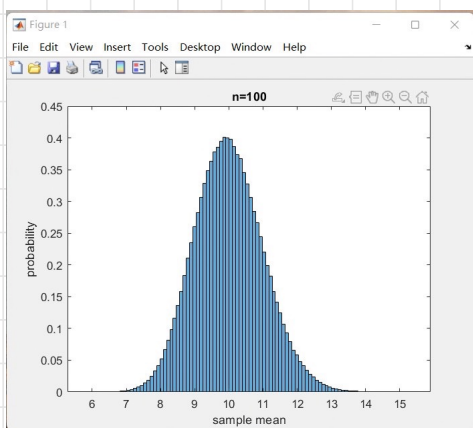 Figure 1
File Edit View Insert Tools Desktop Window Help
n=100
0.45
0.4
0.35
0.3
0.25
0.2
0.15
0.1
0.05
0
probability
6 7 8 9 10 11 12 13 14 15
sample mean